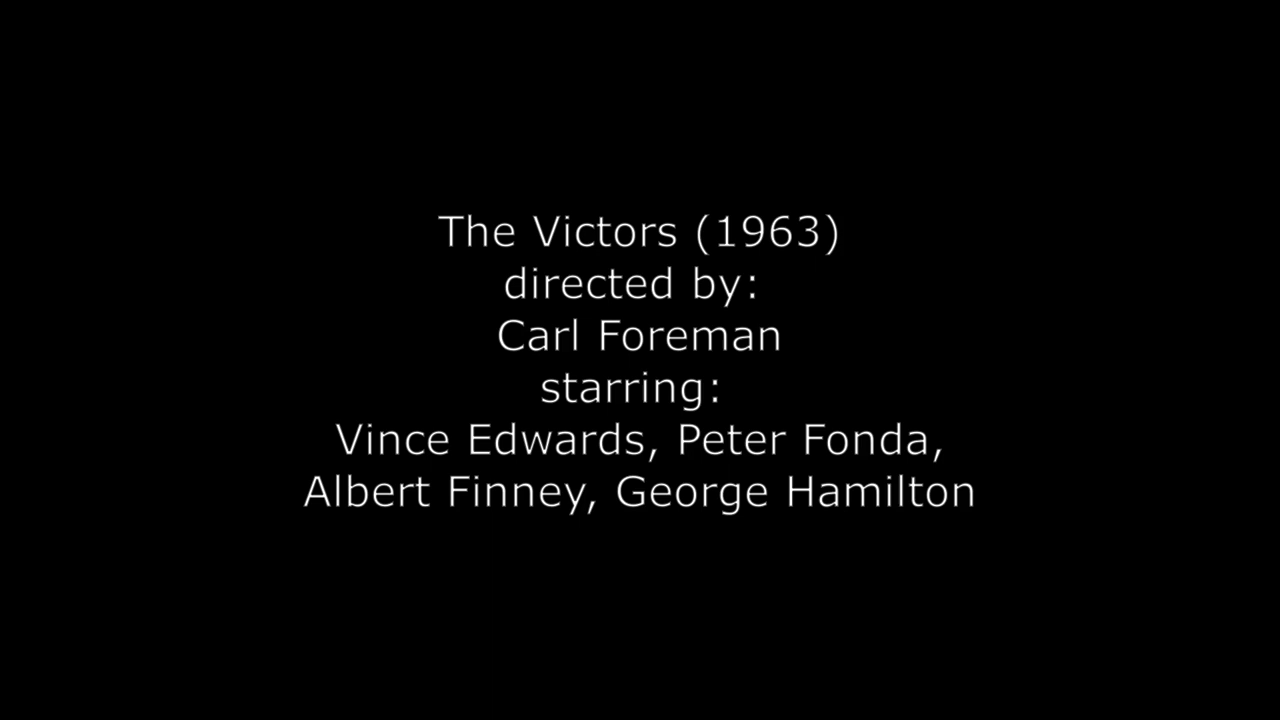 The Victors (1963)
directed by:
Carl Foreman
starring:
Vince Edwards, Peter Fonda,
Albert Finney, George Hamilton